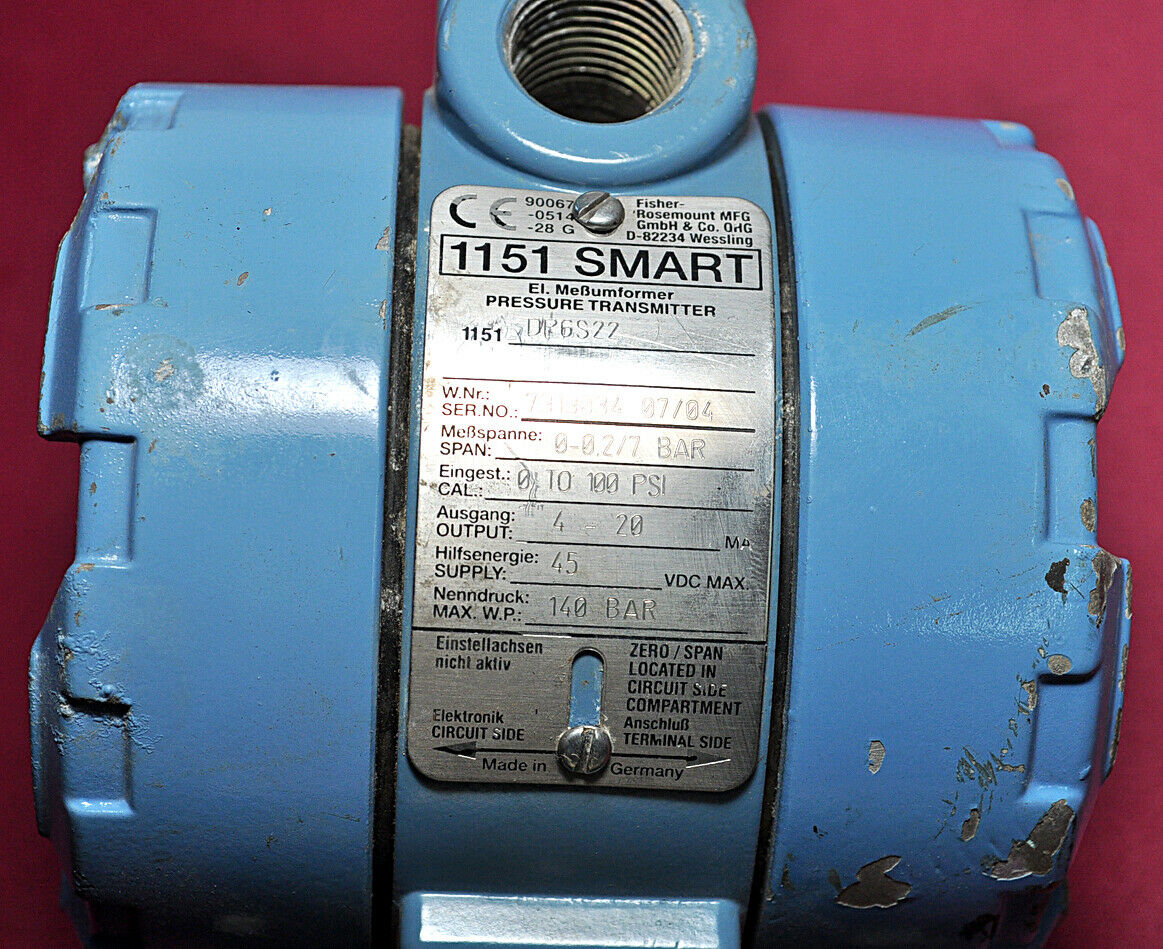 CE 90067 Fisher-
-0514 Rosemount MFG
-28 G GmbH & Co. OHG
D-82234 Wessling
1151 SMART
El. Meßumformer
PRESSURE TRANSMITTER
1151 DP6S22
W.Nr.:
SER.NO.: 07/04
Meßspanne:
SPAN: 0-0.2/7 BAR
Eingest.:
CAL.: 0 TO 100 PSI
Ausgang:
OUTPUT: 4 - 20 MA
Hilfsenergie:
SUPPLY: 45 VDC MAX.
Nenndruck:
MAX. W.P.: 140 BAR
Einstellachsen
nicht aktiv
ZERO / SPAN
LOCATED IN
CIRCUIT SIDE
COMPARTMENT
Elektronik
CIRCUIT SIDE
Anschluß
TERMINAL SIDE
Made in Germany